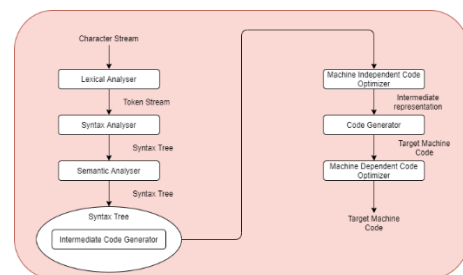 Character Stream
Lexical Analyser
Token Stream
Syntax Analyser
Syntax Tree
Semantic Analyser
Syntax Tree
Syntax Tree
Intermediate Code Generator
Machine Independent Code
Optimizer
Intermediate
representation
Code Generator
Target Machine
Code
Machine Dependent Code
Optimizer
Target Machine
Code